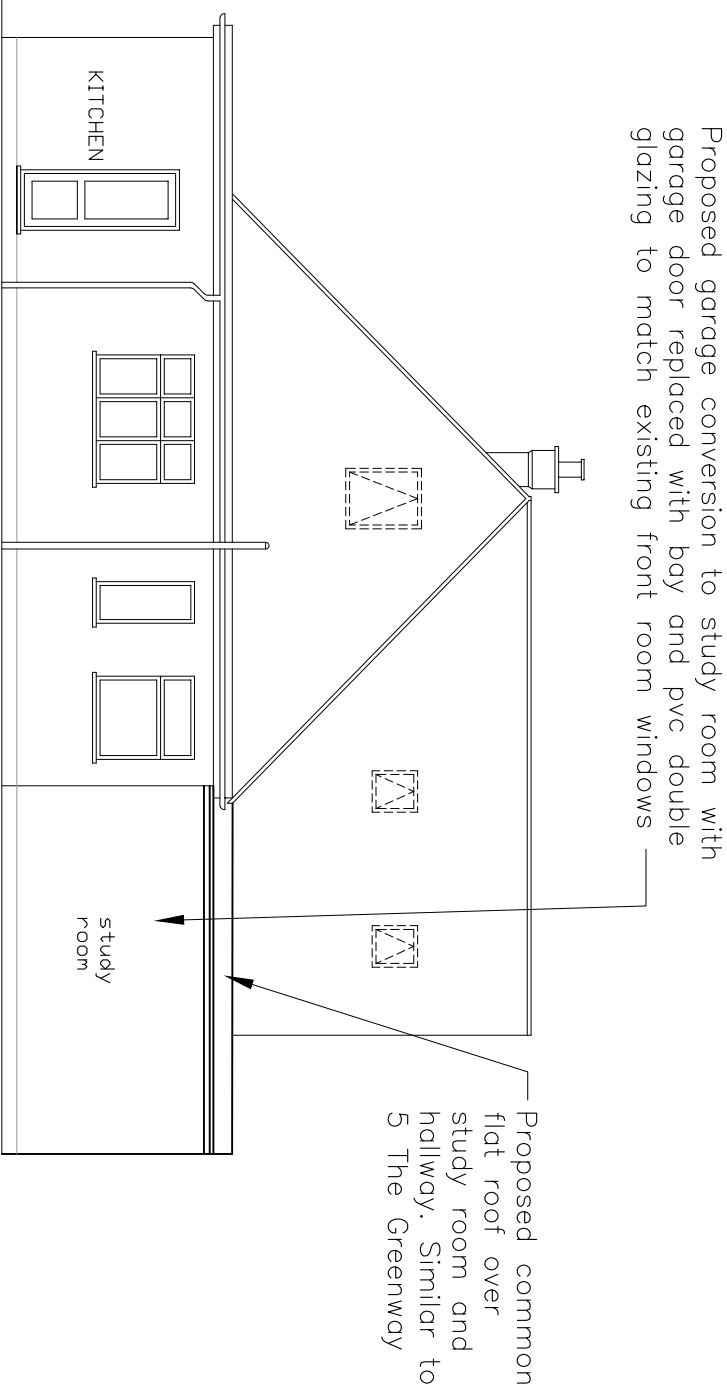 Proposed garage conversion to study room with
garage door replaced with bay and pvc double
glazing to match existing front room windows
KITCHEN
study
room
Proposed common
flat roof over
study room and
hallway. Similar to
5 The Greenway